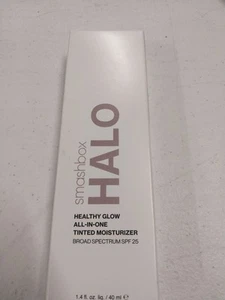 smashbox
HALO
HEALTHY GLOW
ALL-IN-ONE
TINTED MOISTURIZER
BROAD SPECTRUM SPF 25
1.4 fl. oz. liq. / 40 ml ℮